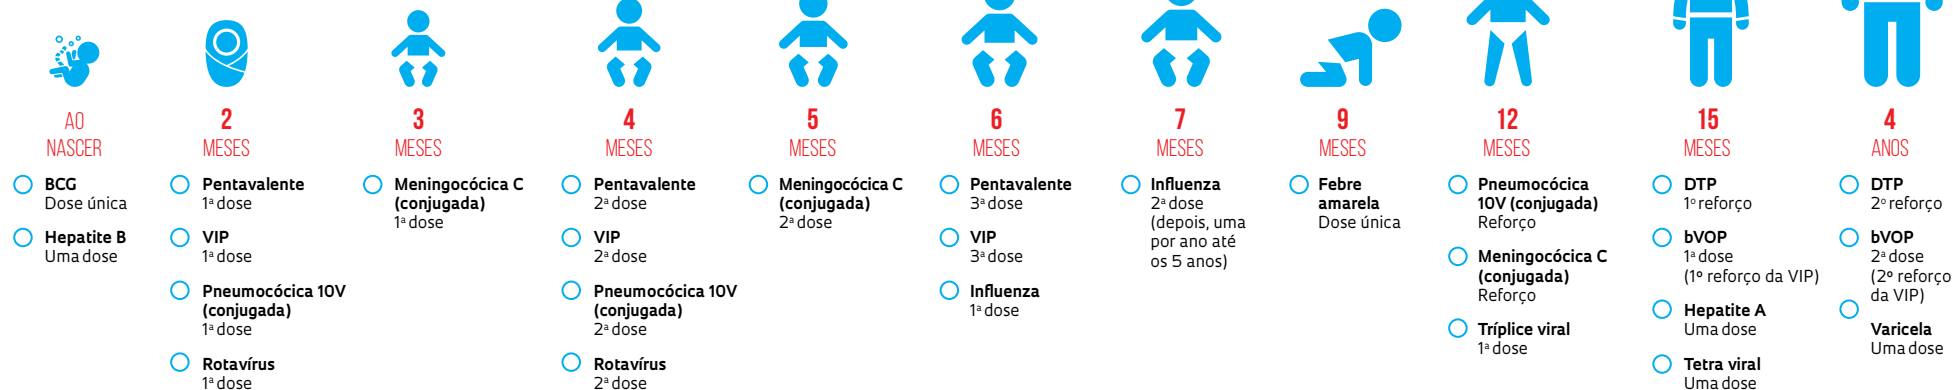 AO
NASCER
BCG
Dose única
Hepatite B
Uma dose
2
MESES
Pentavalente
1ª dose
VIP
1ª dose
Pneumocócica 10V
(conjugada)
1ª dose
Rotavírus
1ª dose
3
MESES
Meningocócica C
(conjugada)
1ª dose
4
MESES
Pentavalente
2ª dose
VIP
2ª dose
Pneumocócica 10V
(conjugada)
2ª dose
Rotavírus
2ª dose
5
MESES
Meningocócica C
(conjugada)
2ª dose
6
MESES
Pentavalente
3ª dose
VIP
3ª dose
Influenza
1ª dose
7
MESES
Influenza
2ª dose
(depois, uma
por ano até
os 5 anos)
9
MESES
Febre
amarela
Dose única
12
MESES
Pneumocócica
10V (conjugada)
Reforço
Meningocócica C
(conjugada)
Reforço
Tríplice viral
1ª dose
15
MESES
DTP
1º reforço
bVOP
1ª dose
(1º reforço da VIP)
Hepatite A
Uma dose
Tetra viral
Uma dose
4
ANOS
DTP
2º reforço
bVOP
2ª dose
(2º reforço
da VIP)
Varicela
Uma dose